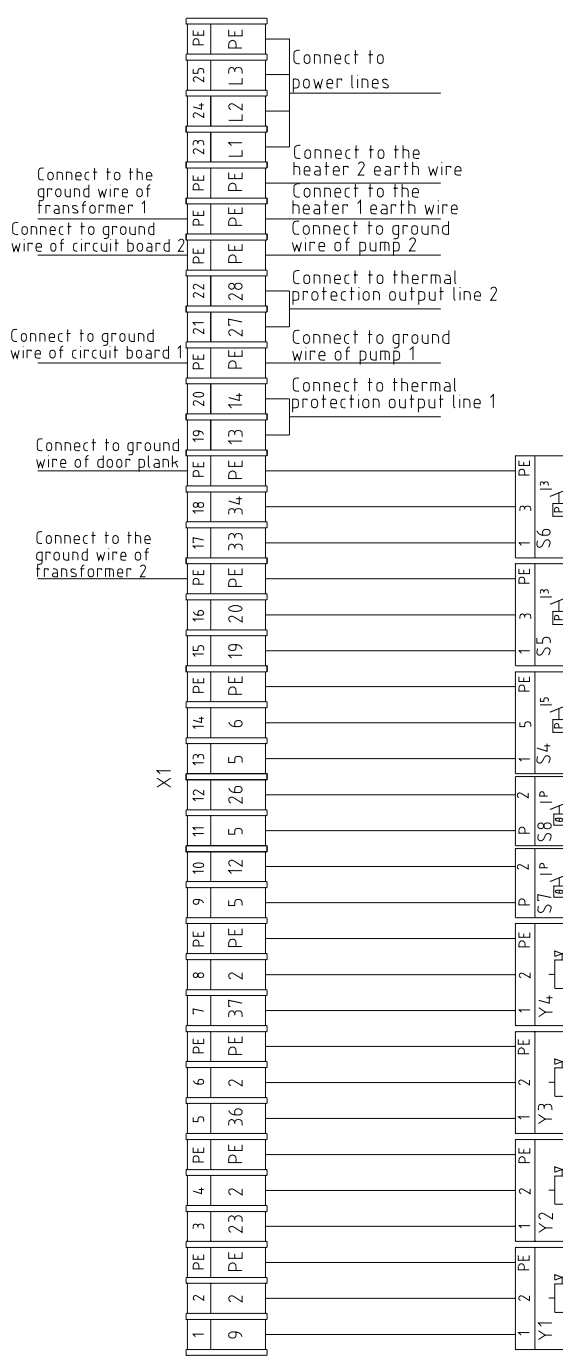 PE PE
Connect to
power lines
25 L3
24 L2
23 L1
Connect to the
heater 2 earth wire
PE PE
Connect to the
ground wire of
transformer 1
Connect to the
heater 1 earth wire
PE PE
Connect to ground
wire of circuit board 2
Connect to ground
wire of pump 2
PE PE
22 28
Connect to thermal
protection output line 2
21 27
Connect to ground
wire of circuit board 1
Connect to ground
wire of pump 1
PE PE
20 14
Connect to thermal
protection output line 1
19 13
Connect to ground
wire of door plank
PE PE PE
18 34 3
17 33 1
S6 P 3
Connect to the
ground wire of
transformer 2
PE PE PE
16 20 3
15 19 1
S5 P 3
PE PE PE
14 6 5
13 5 1
S4 P 5
X1
12 26 2
11 5 P
S8 θ P
10 12 2
9 5 P
S7 θ P
PE PE PE
8 2 2
7 37 1
Y4
PE PE PE
6 2 2
5 36 1
Y3
PE PE PE
4 2 2
3 23 1
Y2
PE PE PE
2 2 2
1 9 1
Y1